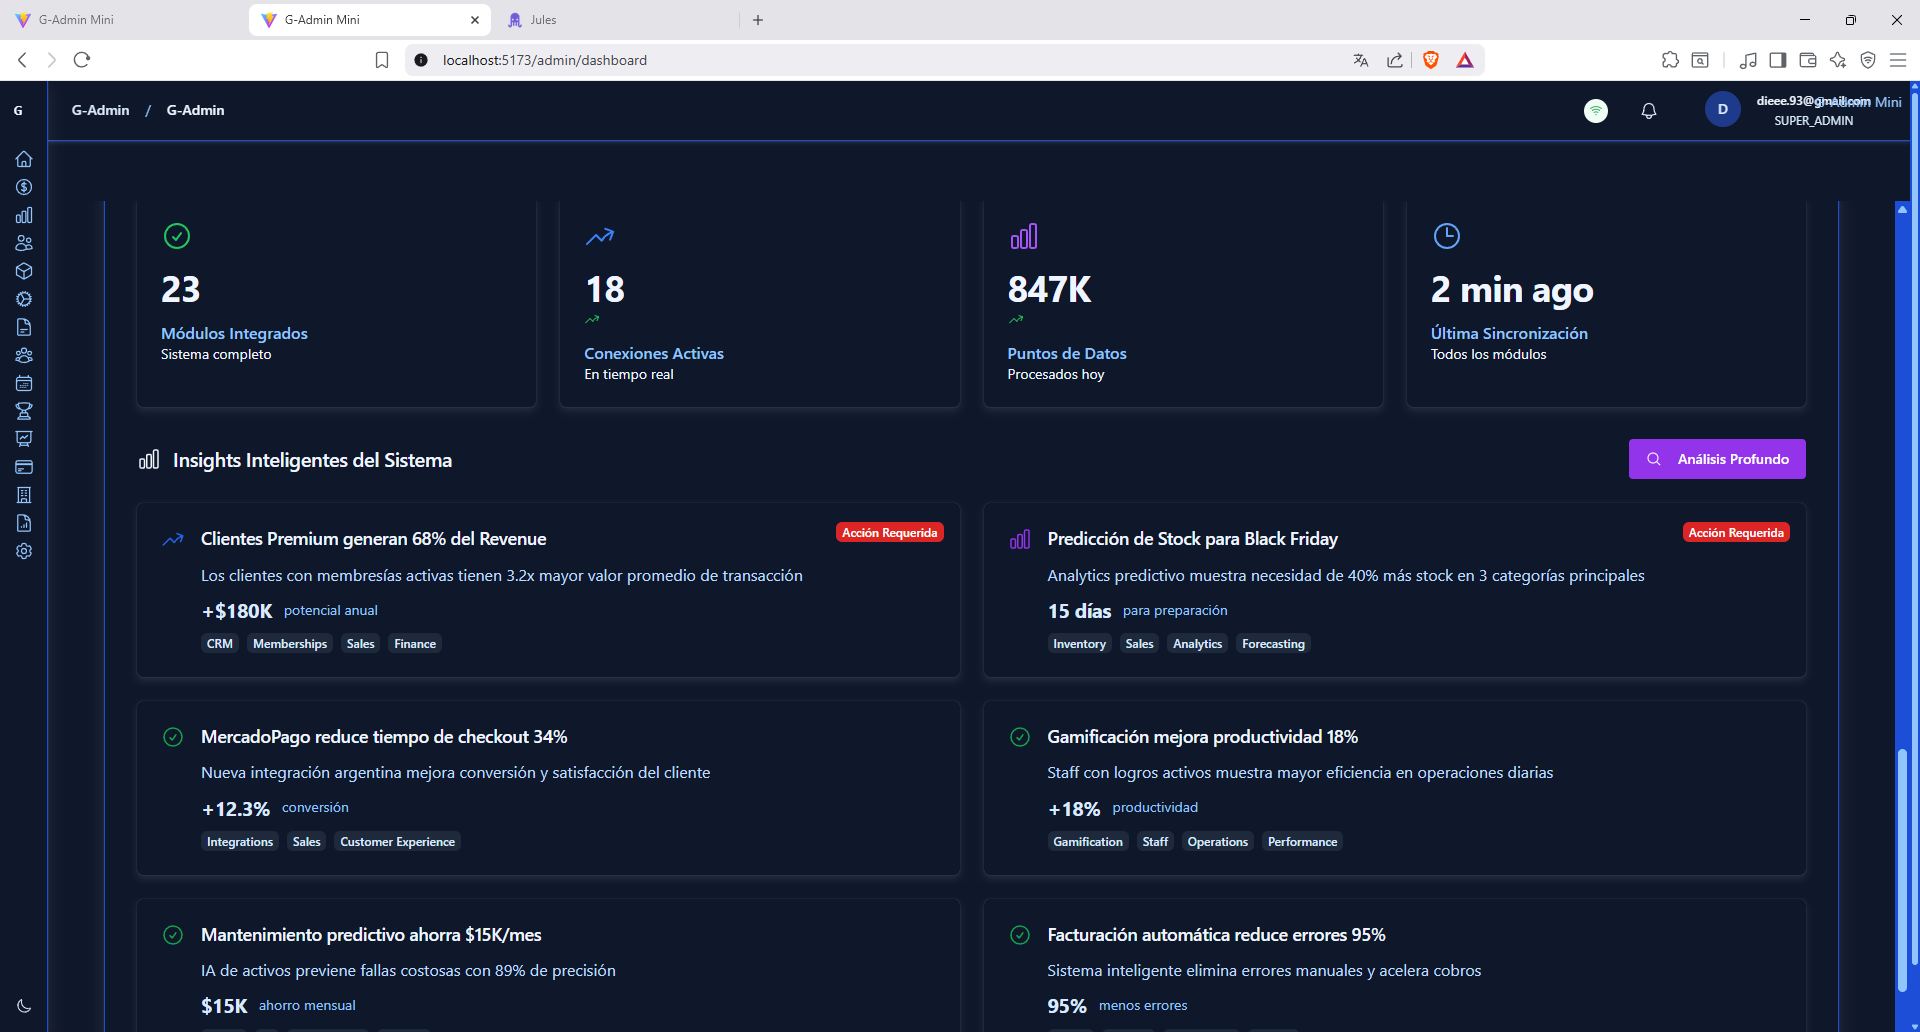 G-Admin Mini
G-Admin Mini
Jules
localhost:5173/admin/dashboard
G
G-Admin / G-Admin
D
dieee.93@gmail.com
G-Admin Mini
SUPER_ADMIN
23
Módulos Integrados
Sistema completo
18
Conexiones Activas
En tiempo real
847K
Puntos de Datos
Procesados hoy
2 min ago
Última Sincronización
Todos los módulos
Insights Inteligentes del Sistema
Análisis Profundo
Clientes Premium generan 68% del Revenue
Acción Requerida
Los clientes con membresías activas tienen 3.2x mayor valor promedio de transacción
+$180K potencial anual
CRM Memberships Sales Finance
Predicción de Stock para Black Friday
Acción Requerida
Analytics predictivo muestra necesidad de 40% más stock en 3 categorías principales
15 días para preparación
Inventory Sales Analytics Forecasting
MercadoPago reduce tiempo de checkout 34%
Nueva integración argentina mejora conversión y satisfacción del cliente
+12.3% conversión
Integrations Sales Customer Experience
Gamificación mejora productividad 18%
Staff con logros activos muestra mayor eficiencia en operaciones diarias
+18% productividad
Gamification Staff Operations Performance
Mantenimiento predictivo ahorra $15K/mes
IA de activos previene fallas costosas con 89% de precisión
$15K ahorro mensual
Facturación automática reduce errores 95%
Sistema inteligente elimina errores manuales y acelera cobros
95% menos errores